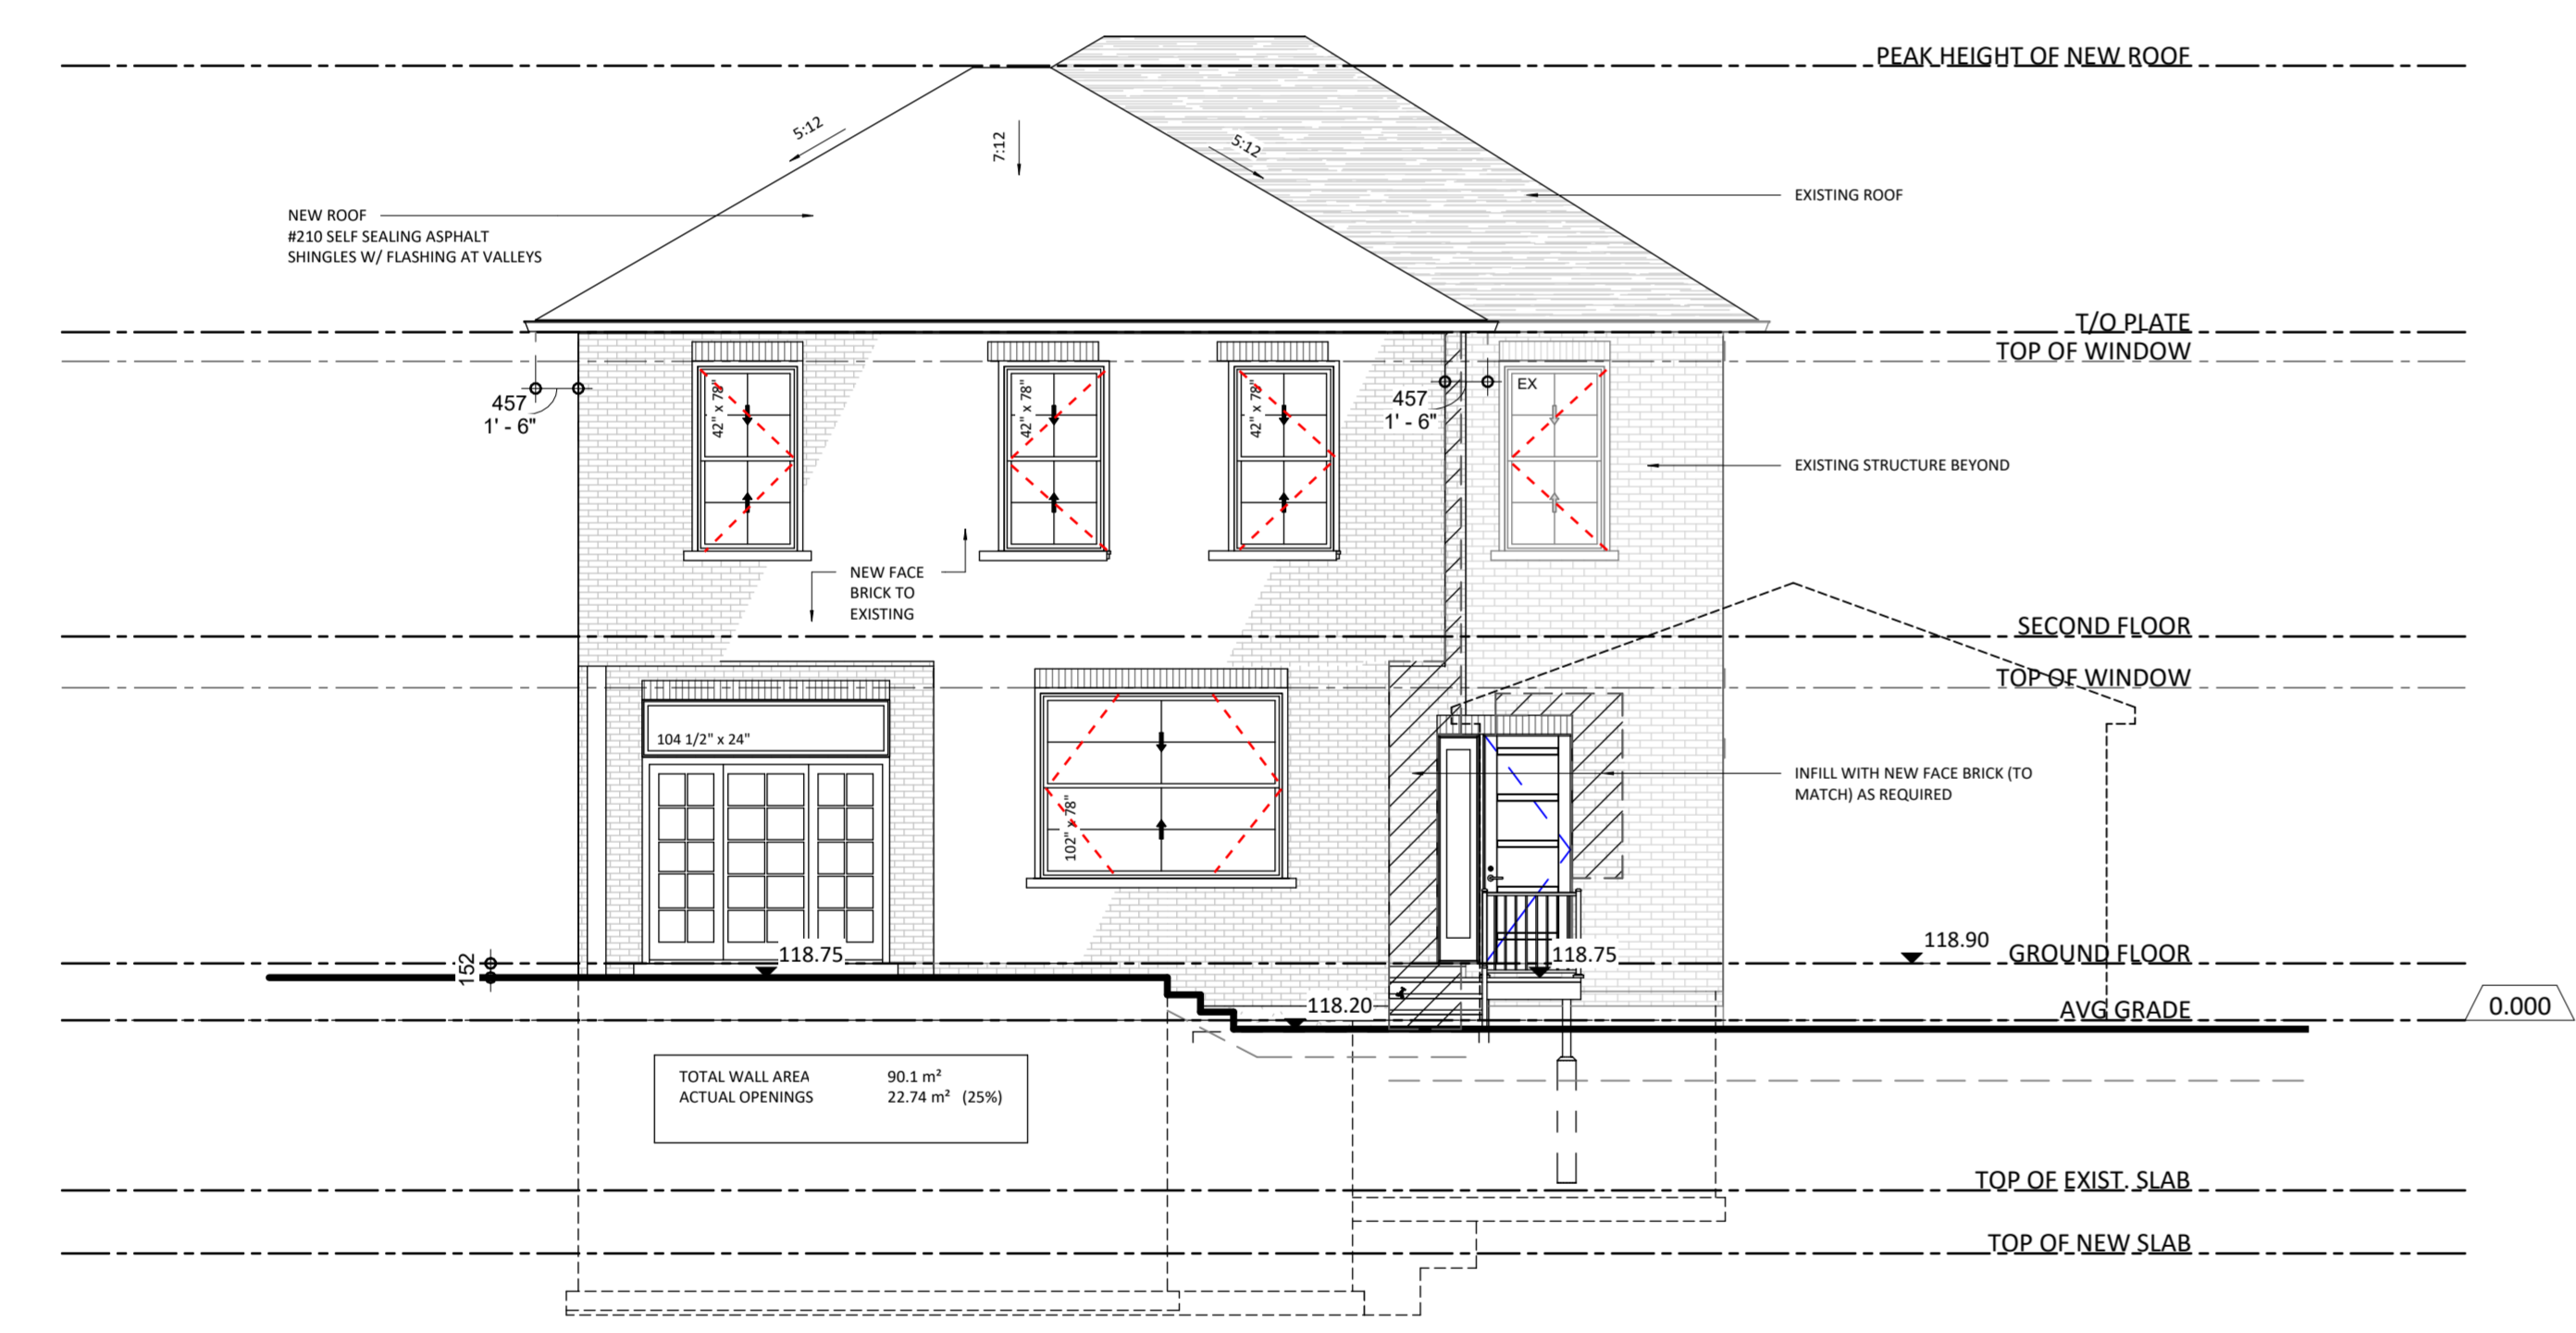 PEAK HEIGHT OF NEW ROOF
5:12
7:12
5:12
EXISTING ROOF
NEW ROOF
#210 SELF SEALING ASPHALT
SHINGLES W/ FLASHING AT VALLEYS
T/O PLATE
TOP OF WINDOW
457
1' - 6"
42" x 78"
42" x 78"
42" x 78"
457
1' - 6"
EX
EXISTING STRUCTURE BEYOND
NEW FACE
BRICK TO
EXISTING
SECOND FLOOR
TOP OF WINDOW
104 1/2" x 24"
102" x 78"
INFILL WITH NEW FACE BRICK (TO
MATCH) AS REQUIRED
118.75
118.75
118.90
GROUND FLOOR
152
118.20
AVG GRADE
0.000
TOTAL WALL AREA 90.1 m²
ACTUAL OPENINGS 22.74 m² (25%)
TOP OF EXIST. SLAB
TOP OF NEW SLAB